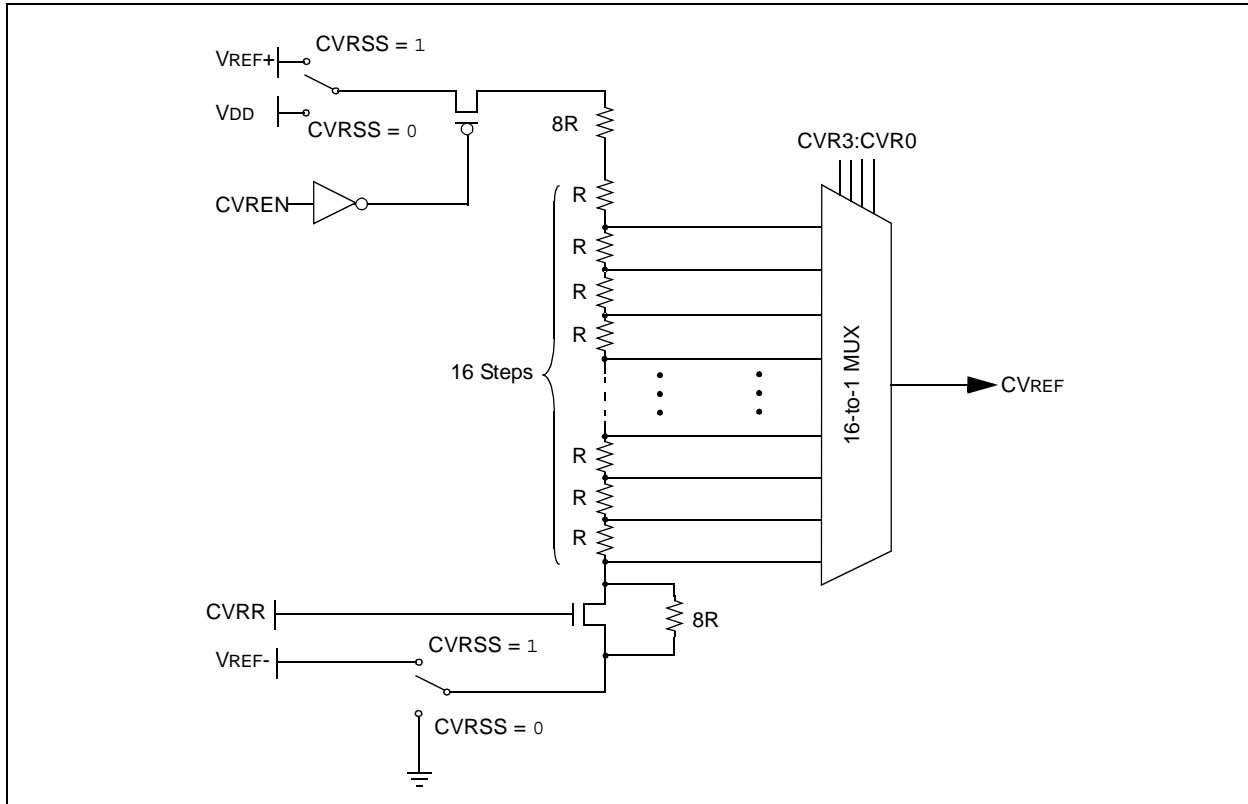 CVRSS = 1
VREF+
VDD
CVRSS = 0
8R
CVREN
CVR3:CVR0
R
R
R
R
16 Steps
16-to-1 MUX
CVREF
R
R
R
CVRR
8R
CVRSS = 1
VREF-
CVRSS = 0